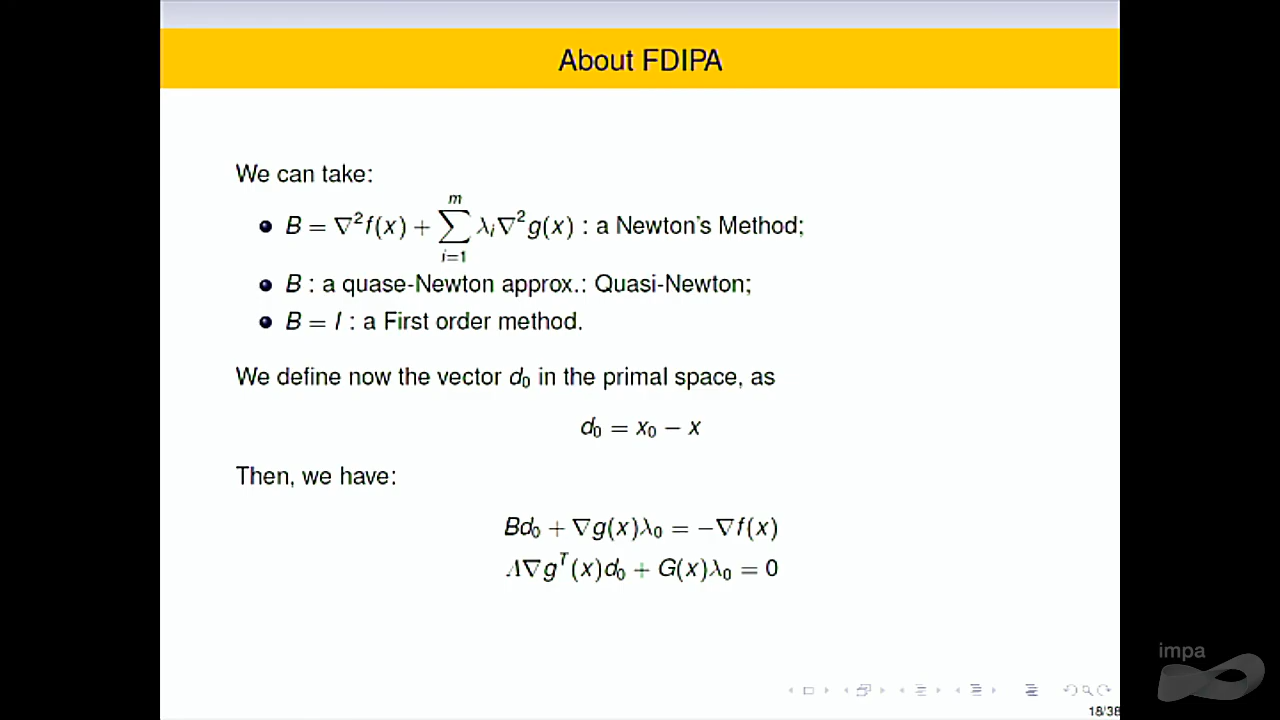 About FDIPA
We can take:
B = ∇²f(x) + ∑_{i=1}^{m} λᵢ∇²g(x) : a Newton's Method;
B : a quase-Newton approx.: Quasi-Newton;
B = I : a First order method.
We define now the vector d₀ in the primal space, as
d₀ = x₀ − x
Then, we have:
Bd₀ + ∇g(x)λ₀ = −∇f(x)
Λ∇gᵀ(x)d₀ + G(x)λ₀ = 0
impa
18/38